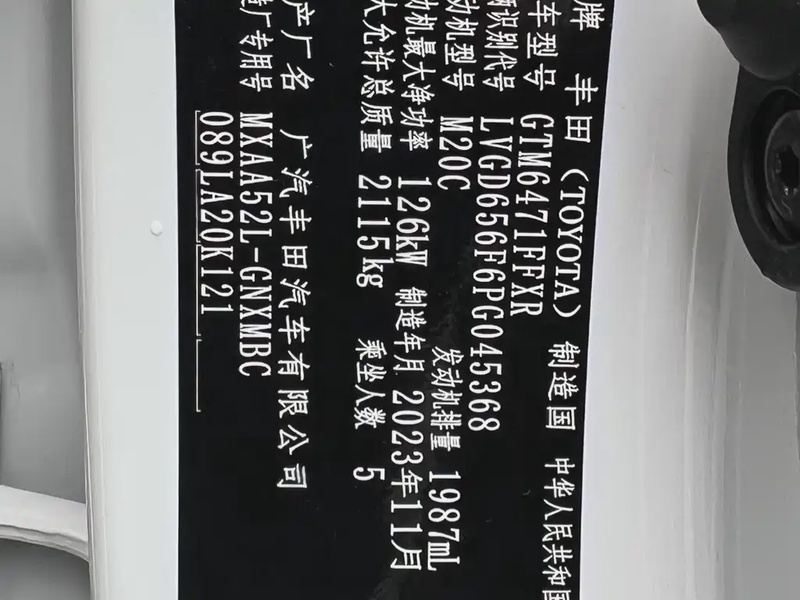 牌 丰田（TOYOTA） 制造国 中华人民共和国
车型号 GTM6471FFXR
辆识别代号 LVGD656F6PG045368
动机型号 M20C 发动机排量 1987mL
动机最大净功率 126kW 制造年月 2023年11月
大允许总质量 2115kg 乘坐人数 5
产厂名 广汽丰田汽车有限公司
造厂专用号 MXAA52L-GNXMBC
089LA20K121